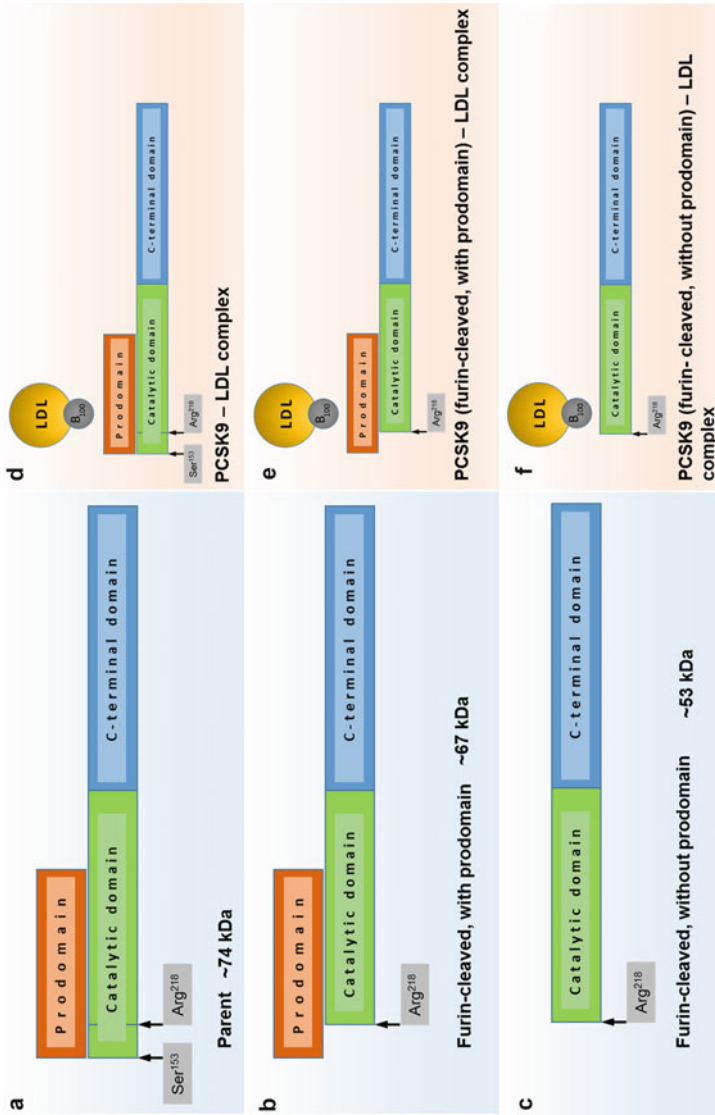 a
Prodomain
Catalytic domain
C-terminal domain
Ser153
Arg218
Parent ~74 kDa
b
Prodomain
Catalytic domain
C-terminal domain
Arg218
Furin-cleaved, with prodomain ~67 kDa
c
Catalytic domain
C-terminal domain
Arg218
Furin-cleaved, without prodomain ~53 kDa
d
LDL
B100
Prodomain
Catalytic domain
C-terminal domain
Ser153
Arg218
PCSK9 – LDL complex
e
LDL
B100
Prodomain
Catalytic domain
C-terminal domain
Arg218
PCSK9 (furin-cleaved, with prodomain) – LDL complex
f
LDL
B100
Catalytic domain
C-terminal domain
Arg218
PCSK9 (furin- cleaved, without prodomain) – LDL
complex